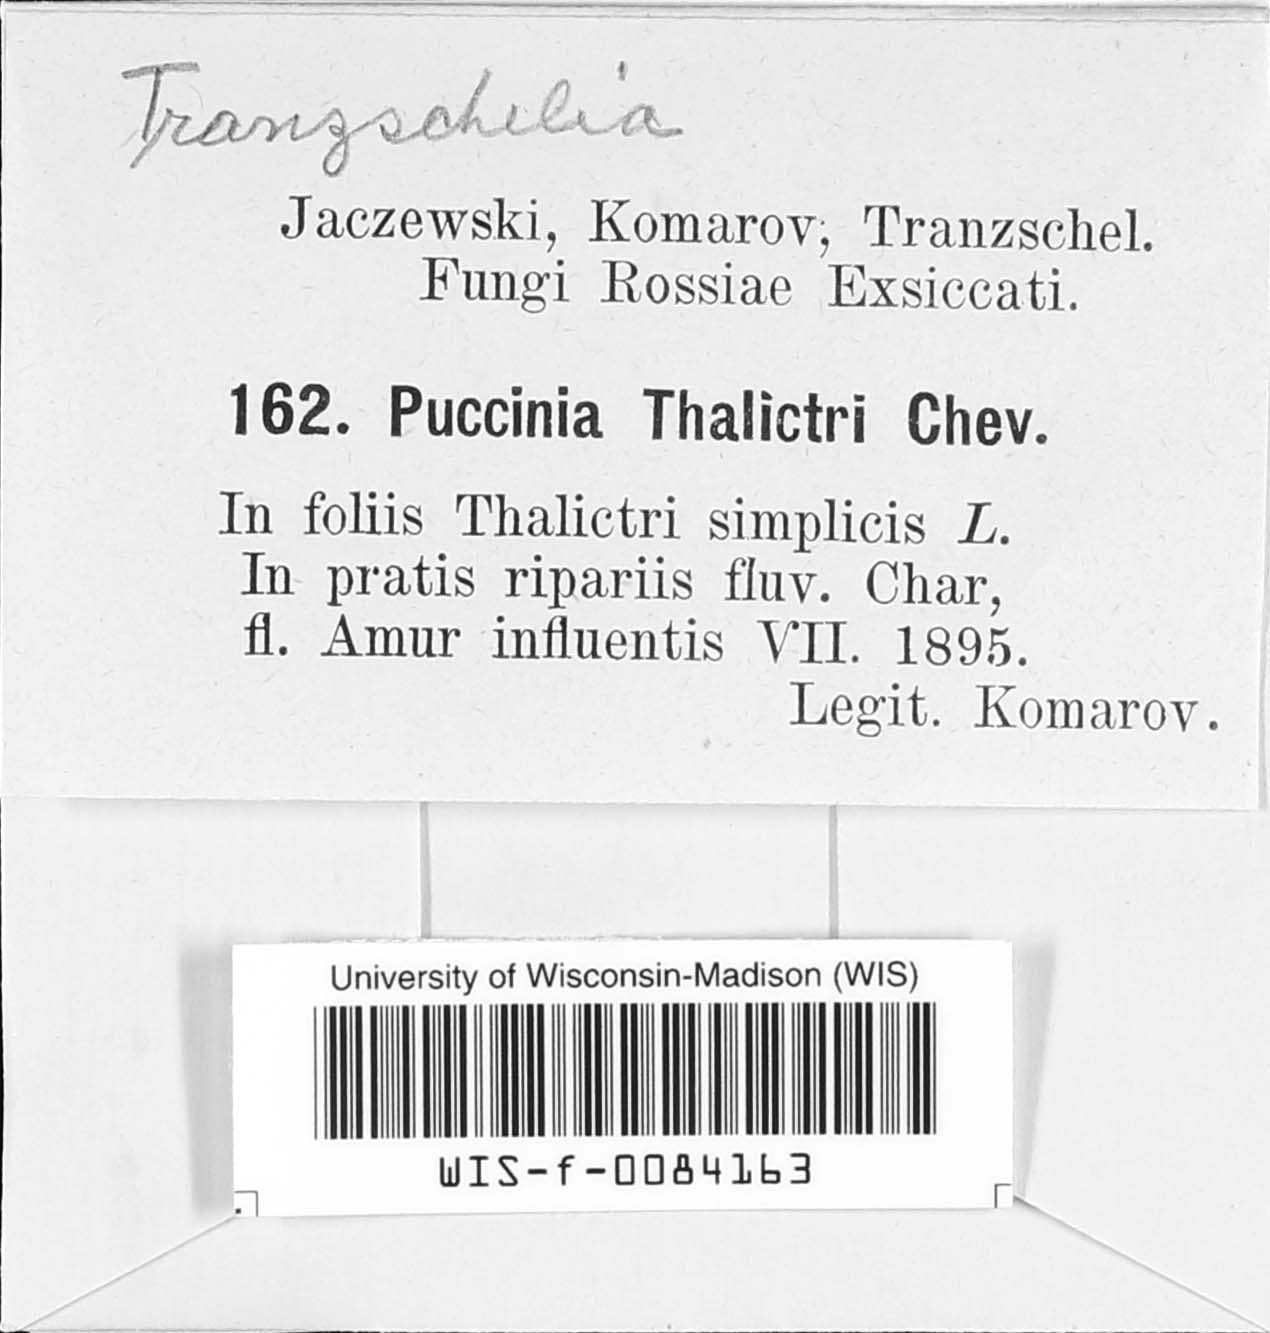 Tranzschelia
Jaczewski, Komarov, Tranzschel.
Fungi Rossiae Exsiccati.
162. Puccinia Thalictri Chev.
In foliis Thalictri simplicis L.
In pratis ripariis fluv. Char,
fl. Amur influentis VII. 1895.
Legit. Komarov.
University of Wisconsin-Madison (WIS)
WIS-f-0084163